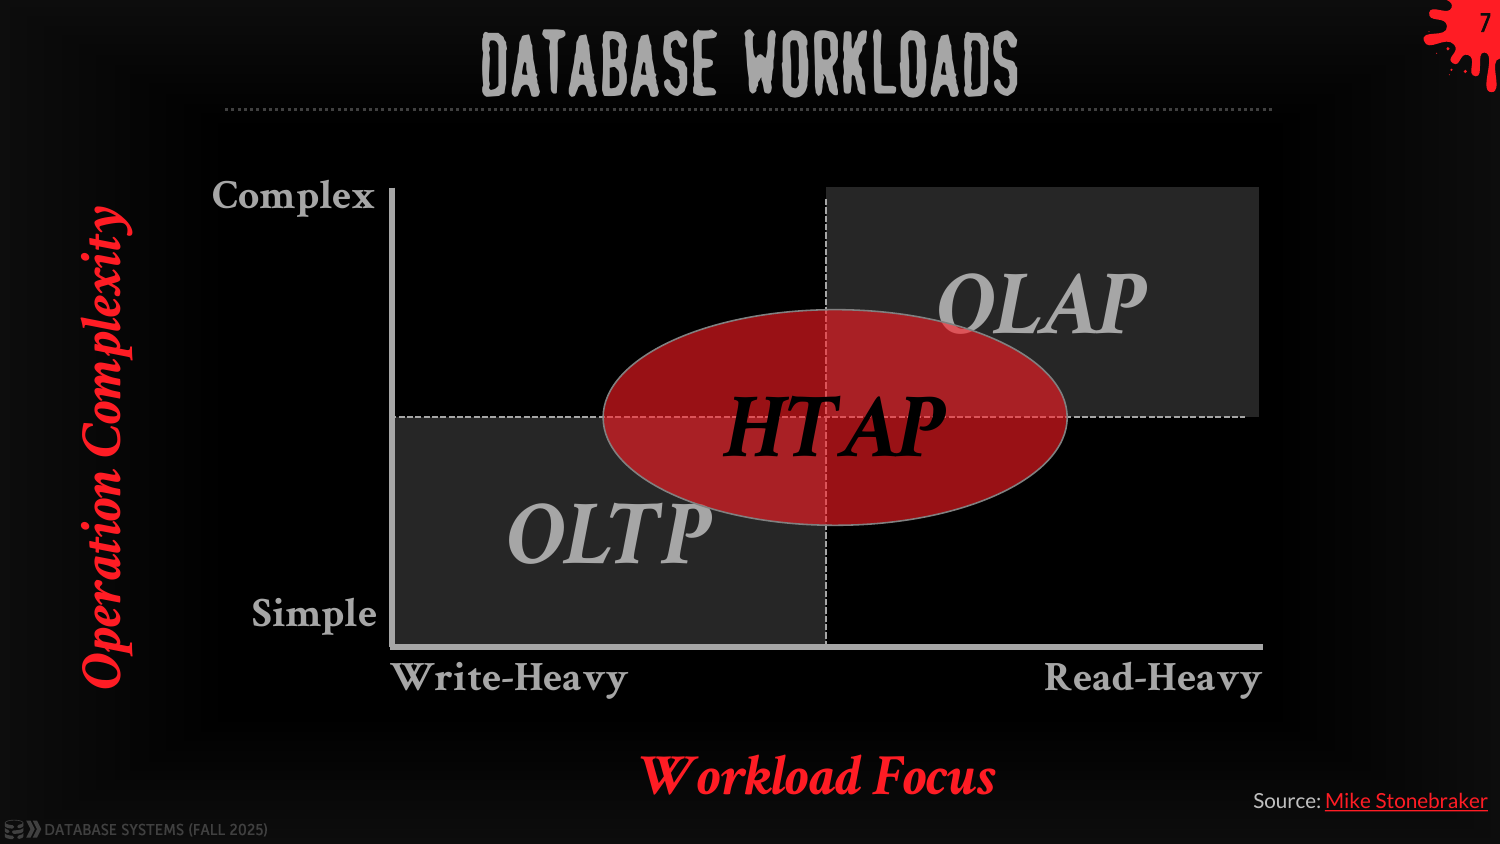 7
DATABASE WORKLOADS
Complex
Operation Complexity
OLAP
HTAP
OLTP
Simple
Write-Heavy
Read-Heavy
Workload Focus
Source: Mike Stonebraker
DATABASE SYSTEMS (FALL 2025)